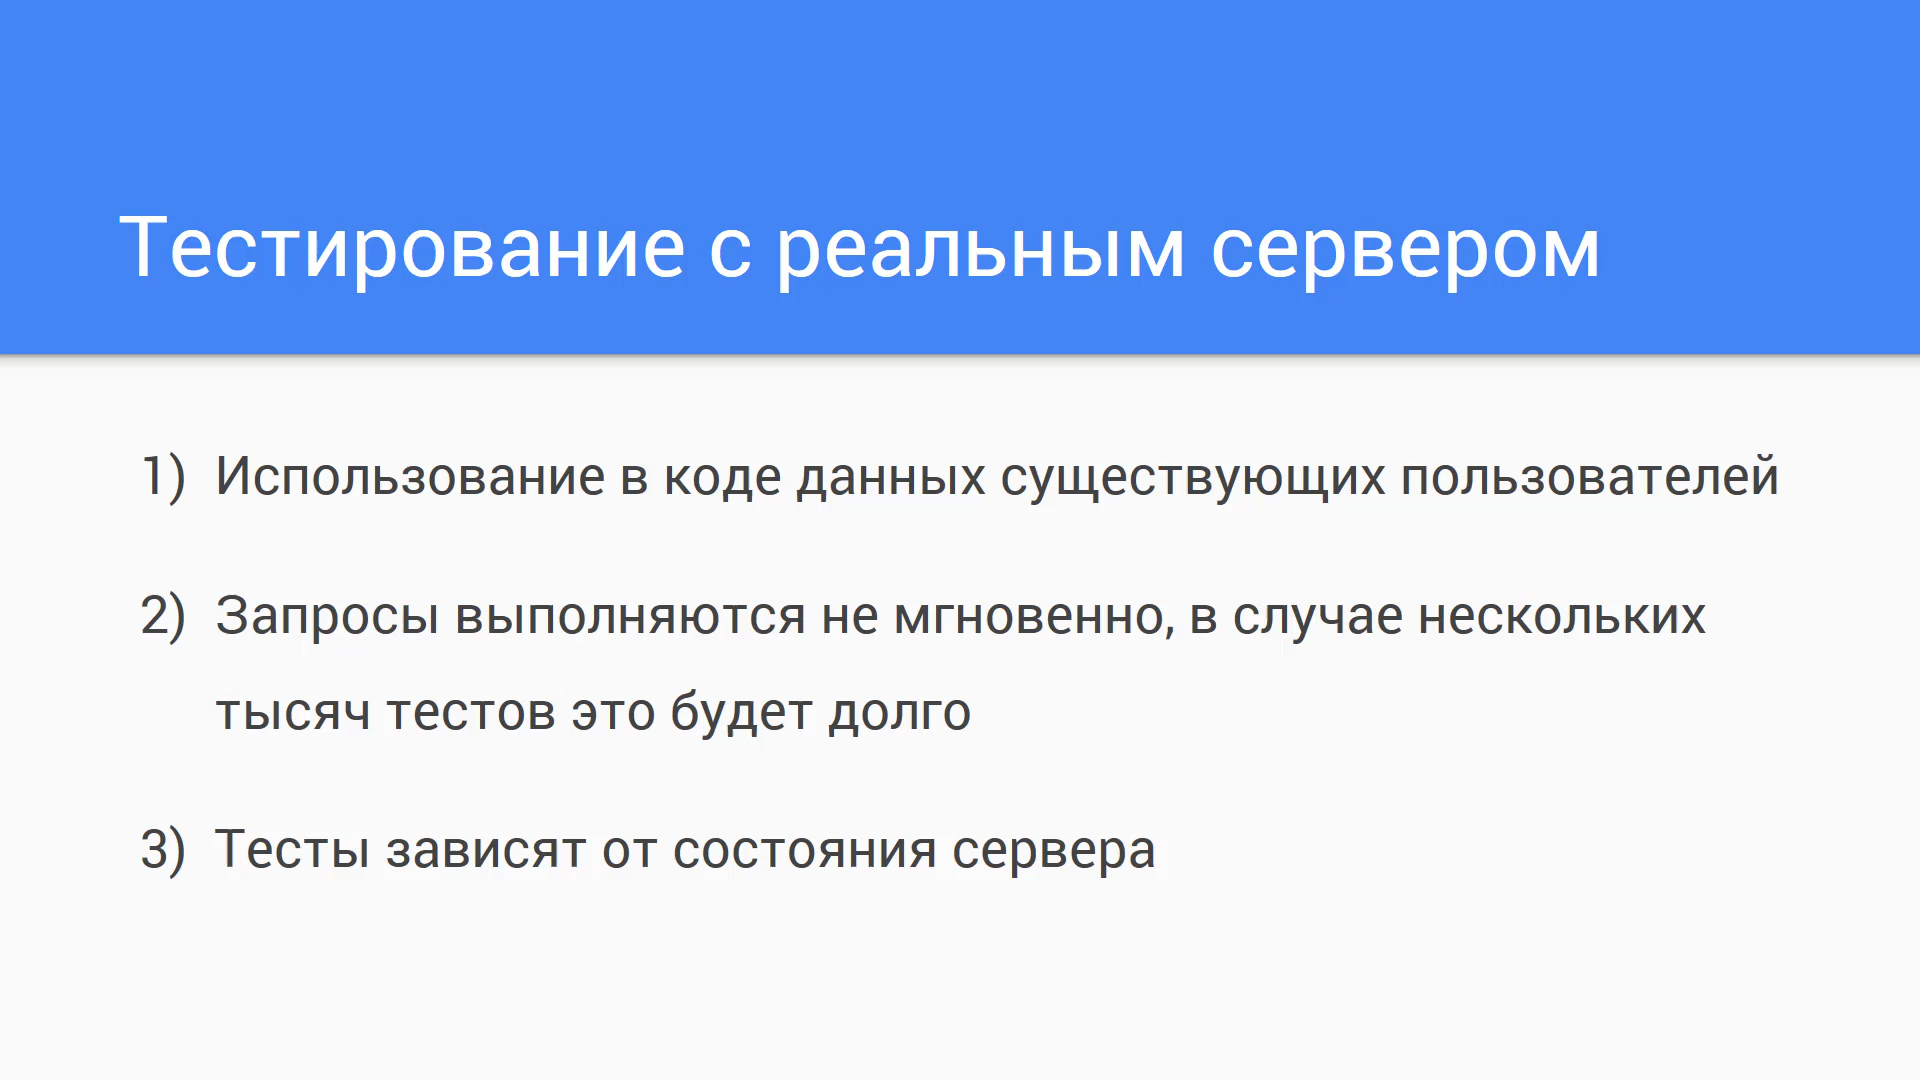 Тестирование с реальным сервером
1) Использование в коде данных существующих пользователей
2) Запросы выполняются не мгновенно, в случае нескольких
тысяч тестов это будет долго
3) Тесты зависят от состояния сервера